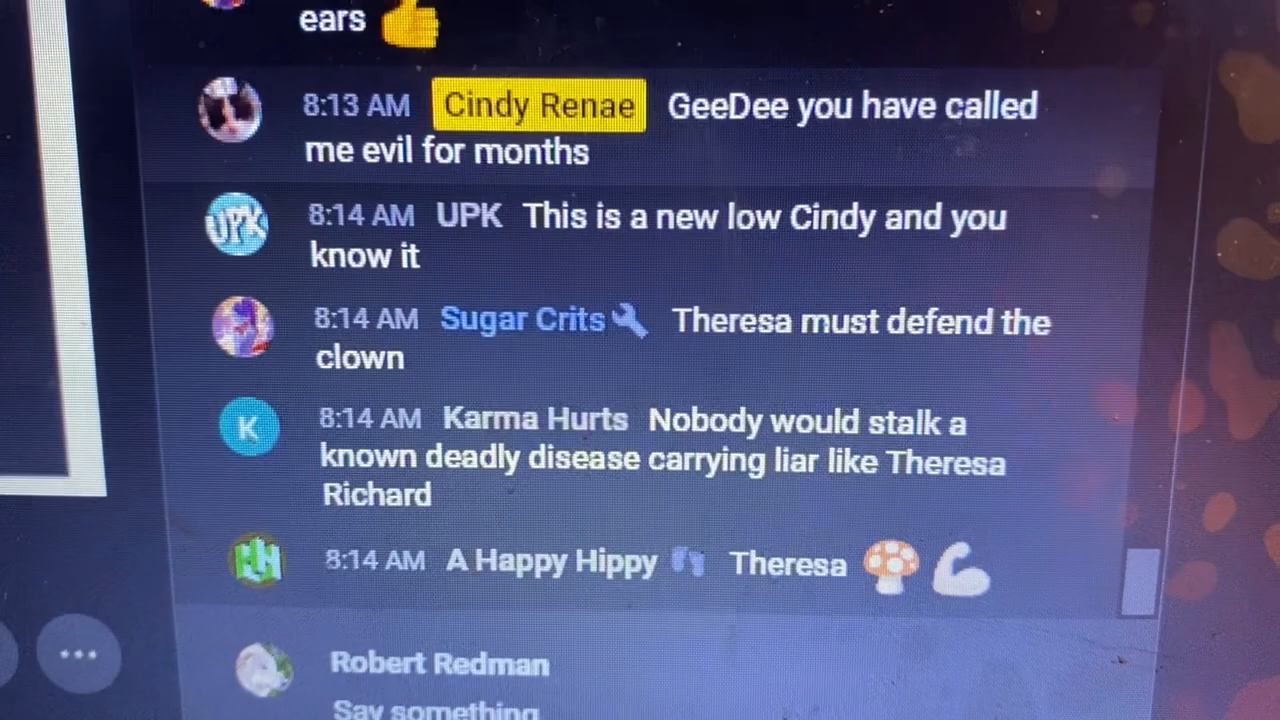 ears 👍
8:13 AM Cindy Renae GeeDee you have called
me evil for months
UPK 8:14 AM UPK This is a new low Cindy and you
know it
8:14 AM Sugar Crits🔧 Theresa must defend the
clown
K 8:14 AM Karma Hurts Nobody would stalk a
known deadly disease carrying liar like Theresa
Richard
HH 8:14 AM A Happy Hippy 👣 Theresa 🍄 💪
Robert Redman
Say something